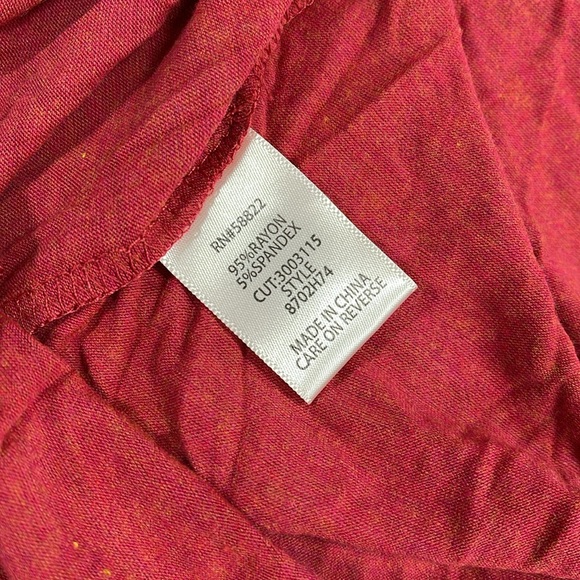 RN#58822
95%RAYON
5%SPANDEX
CUT:3003115
STYLE
8702H74
MADE IN CHINA
CARE ON REVERSE